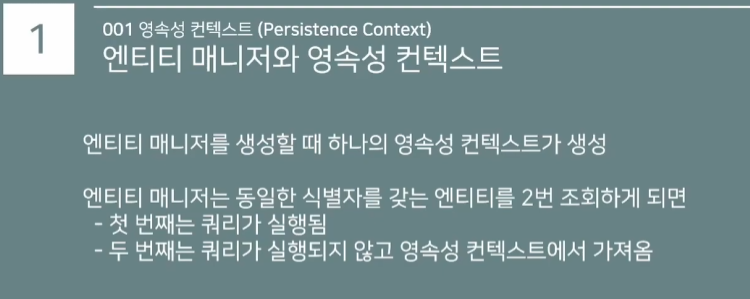 1
001 영속성 컨텍스트 (Persistence Context)
엔티티 매니저와 영속성 컨텍스트
엔티티 매니저를 생성할 때 하나의 영속성 컨텍스트가 생성
엔티티 매니저는 동일한 식별자를 갖는 엔티티를 2번 조회하게 되면
- 첫 번째는 쿼리가 실행됨
- 두 번째는 쿼리가 실행되지 않고 영속성 컨텍스트에서 가져옴